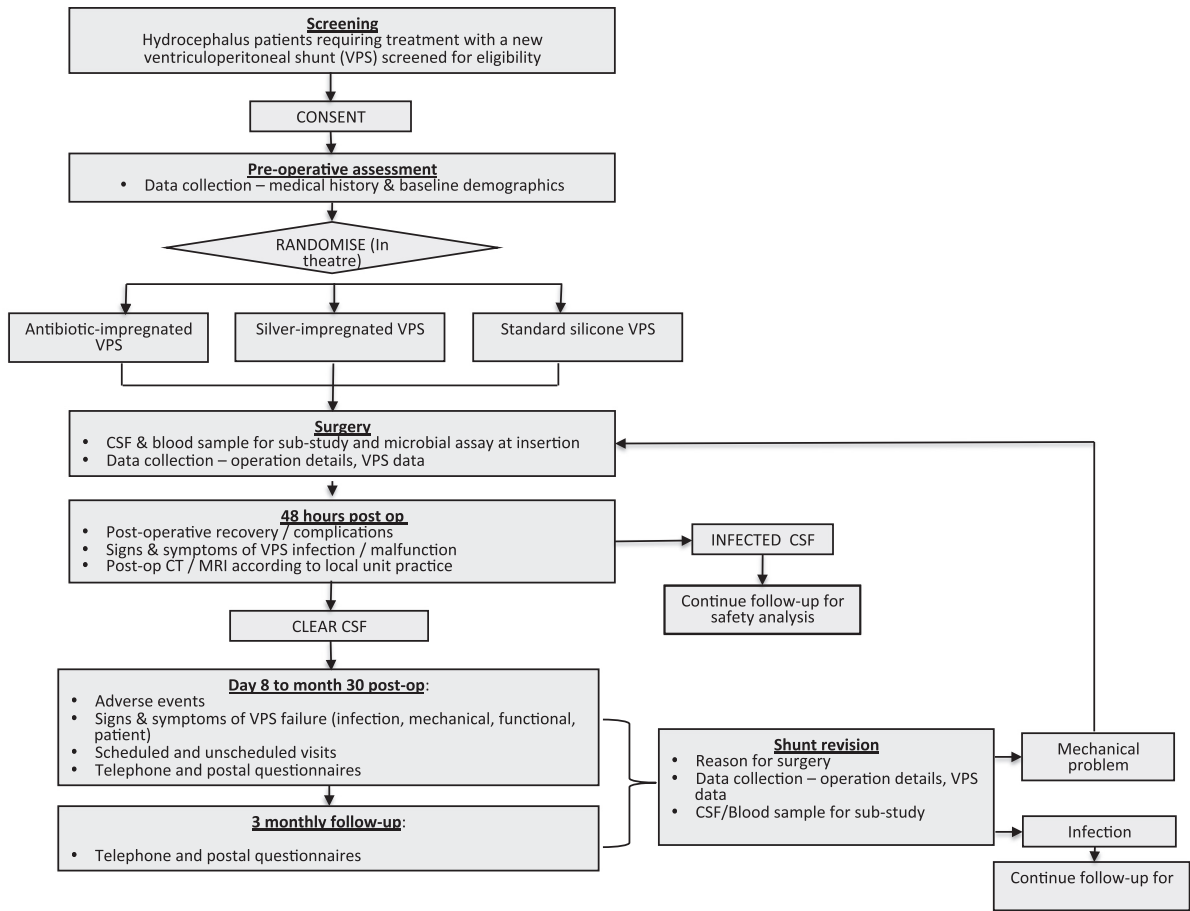 Screening
Hydrocephalus patients requiring treatment with a new
ventriculoperitoneal shunt (VPS) screened for eligibility
CONSENT
Pre-operative assessment
• Data collection – medical history & baseline demographics
RANDOMISE (In
theatre)
Antibiotic-impregnated
VPS
Silver-impregnated VPS
Standard silicone VPS
Surgery
• CSF & blood sample for sub-study and microbial assay at insertion
• Data collection – operation details, VPS data
48 hours post op
• Post-operative recovery / complications
• Signs & symptoms of VPS infection / malfunction
• Post-op CT / MRI according to local unit practice
INFECTED CSF
Continue follow-up for
safety analysis
CLEAR CSF
Day 8 to month 30 post-op:
• Adverse events
• Signs & symptoms of VPS failure (infection, mechanical, functional,
patient)
• Scheduled and unscheduled visits
• Telephone and postal questionnaires
3 monthly follow-up:
• Telephone and postal questionnaires
Shunt revision
• Reason for surgery
• Data collection – operation details, VPS
data
• CSF/Blood sample for sub-study
Mechanical
problem
Infection
Continue follow-up for